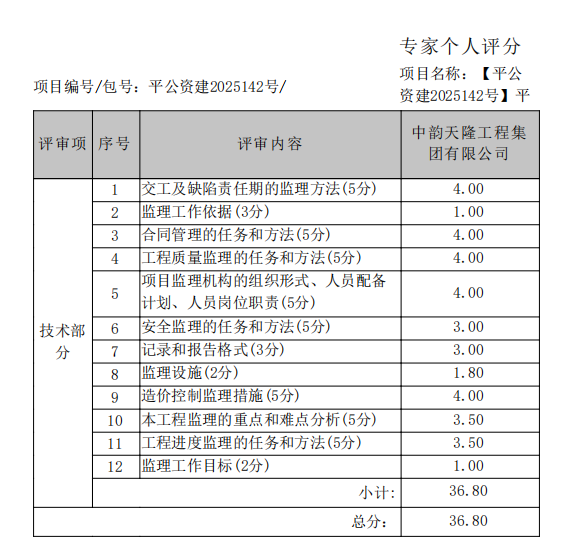 专家个人评分
项目编号/包号: 平公资建2025142号/
项目名称: 【平公
资建2025142号】平
评审项 序号 评审内容 中韵天隆工程集
团有限公司
技术部
分
1 交工及缺陷责任期的监理方法(5分) 4.00
2 监理工作依据(3分) 1.00
3 合同管理的任务和方法(5分) 4.00
4 工程质量监理的任务和方法(5分) 4.00
5 项目监理机构的组织形式、人员配备
计划、人员岗位职责(5分) 4.00
6 安全监理的任务和方法(5分) 3.00
7 记录和报告格式(3分) 3.00
8 监理设施(2分) 1.80
9 造价控制监理措施(5分) 4.00
10 本工程监理的重点和难点分析(5分) 3.50
11 工程进度监理的任务和方法(5分) 3.50
12 监理工作目标(2分) 1.00
小计: 36.80
总分: 36.80